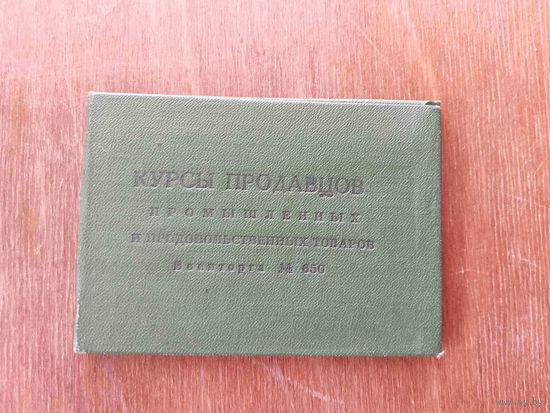 КУРСЫ ПРОДАВЦОВ
ПРОМЫШЛЕННЫХ
И ПРОДОВОЛЬСТВЕННЫХ ТОВАРОВ
Военторга № 650